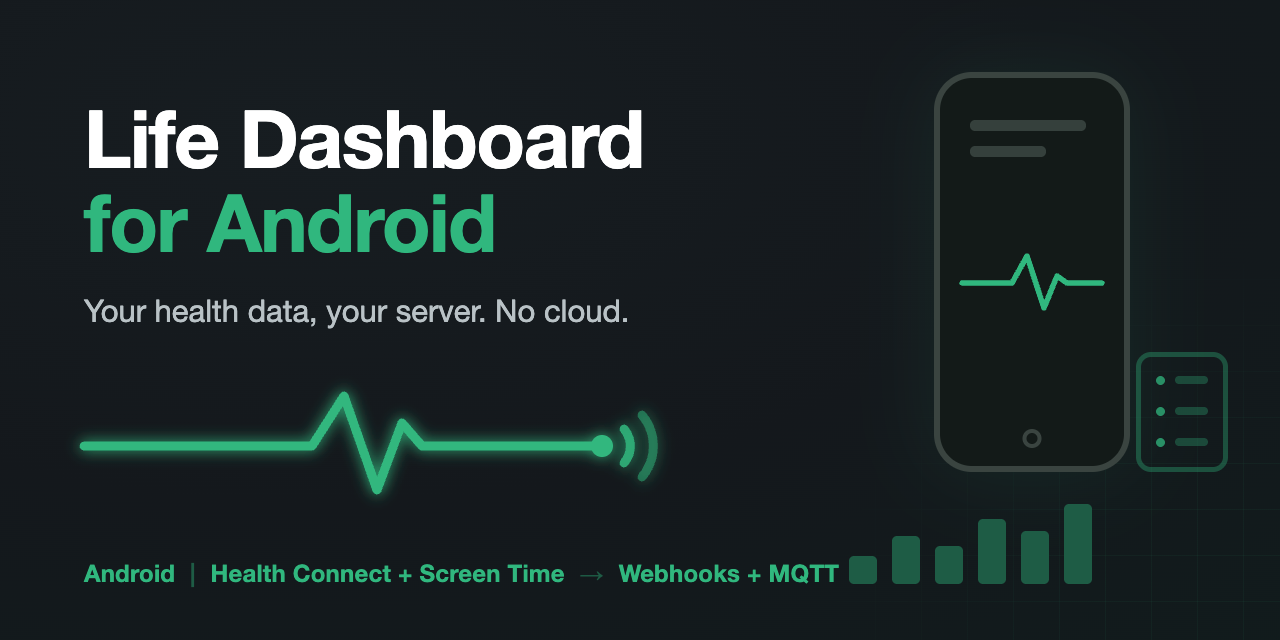 Life Dashboard
for Android
Your health data, your server. No cloud.
Android | Health Connect + Screen Time → Webhooks + MQTT